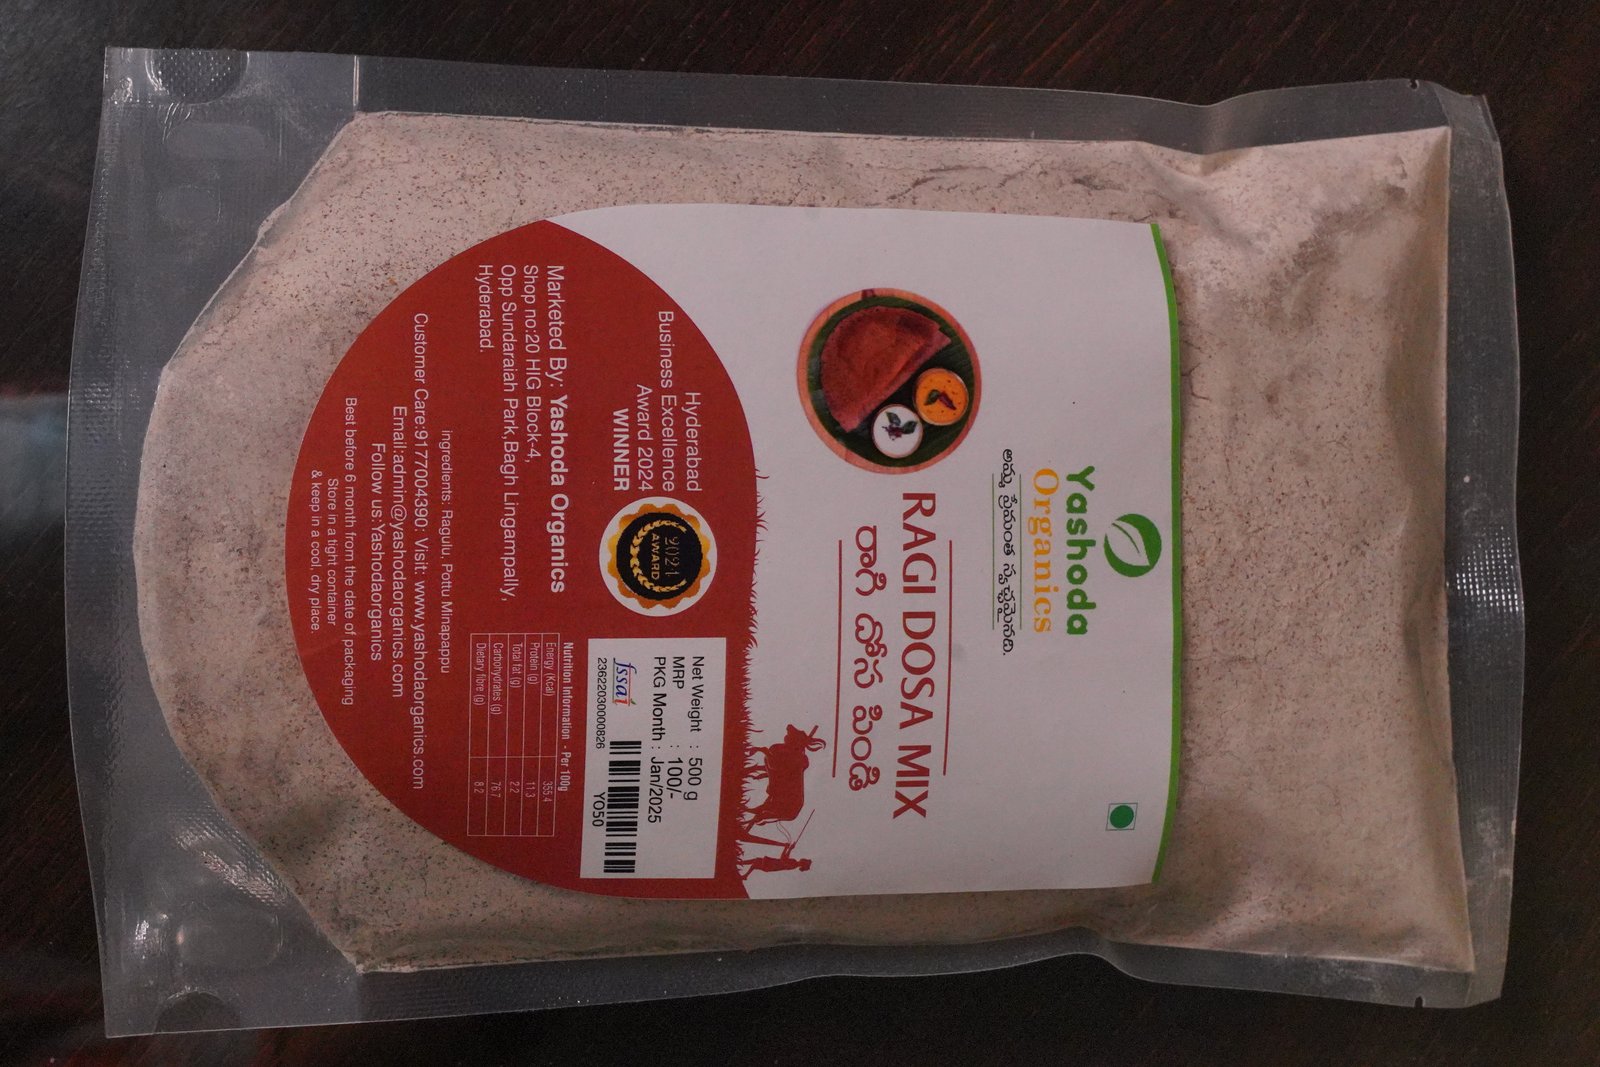 Yashoda
Organics
అమ్మ ప్రేమంత స్వచ్ఛమైనది.
RAGI DOSA MIX
రాగి దోస పిండి
Hyderabad
Business Excellence
Award 2024
WINNER
2021
AWARD
Net Weight : 500 g
MRP : 100/-
PKG Month : Jan/2025
fssai
23622030000826
YO50
Marketed By: Yashoda Organics
Shop no:20 HIG Block-4,
Opp Sundaraiah Park,Bagh Lingampally,
Hyderabad.
Nutrition Information - Per 100g
Energy (Kcal) 355.4
Protein (g) 11.3
Total fat (g) 2.2
Carbohydrates (g) 76.7
Dietary fibre (g) 8.2
ingredients: Ragulu, Pottu Minapappu
Customer Care:9177004390: Visit: www.yashodaorganics.com
Email:admin@yashodaorganics.com
Follow us:Yashodaorganics
Best before 6 month from the date of packaging
Store in a tight container
& keep in a cool, dry place.